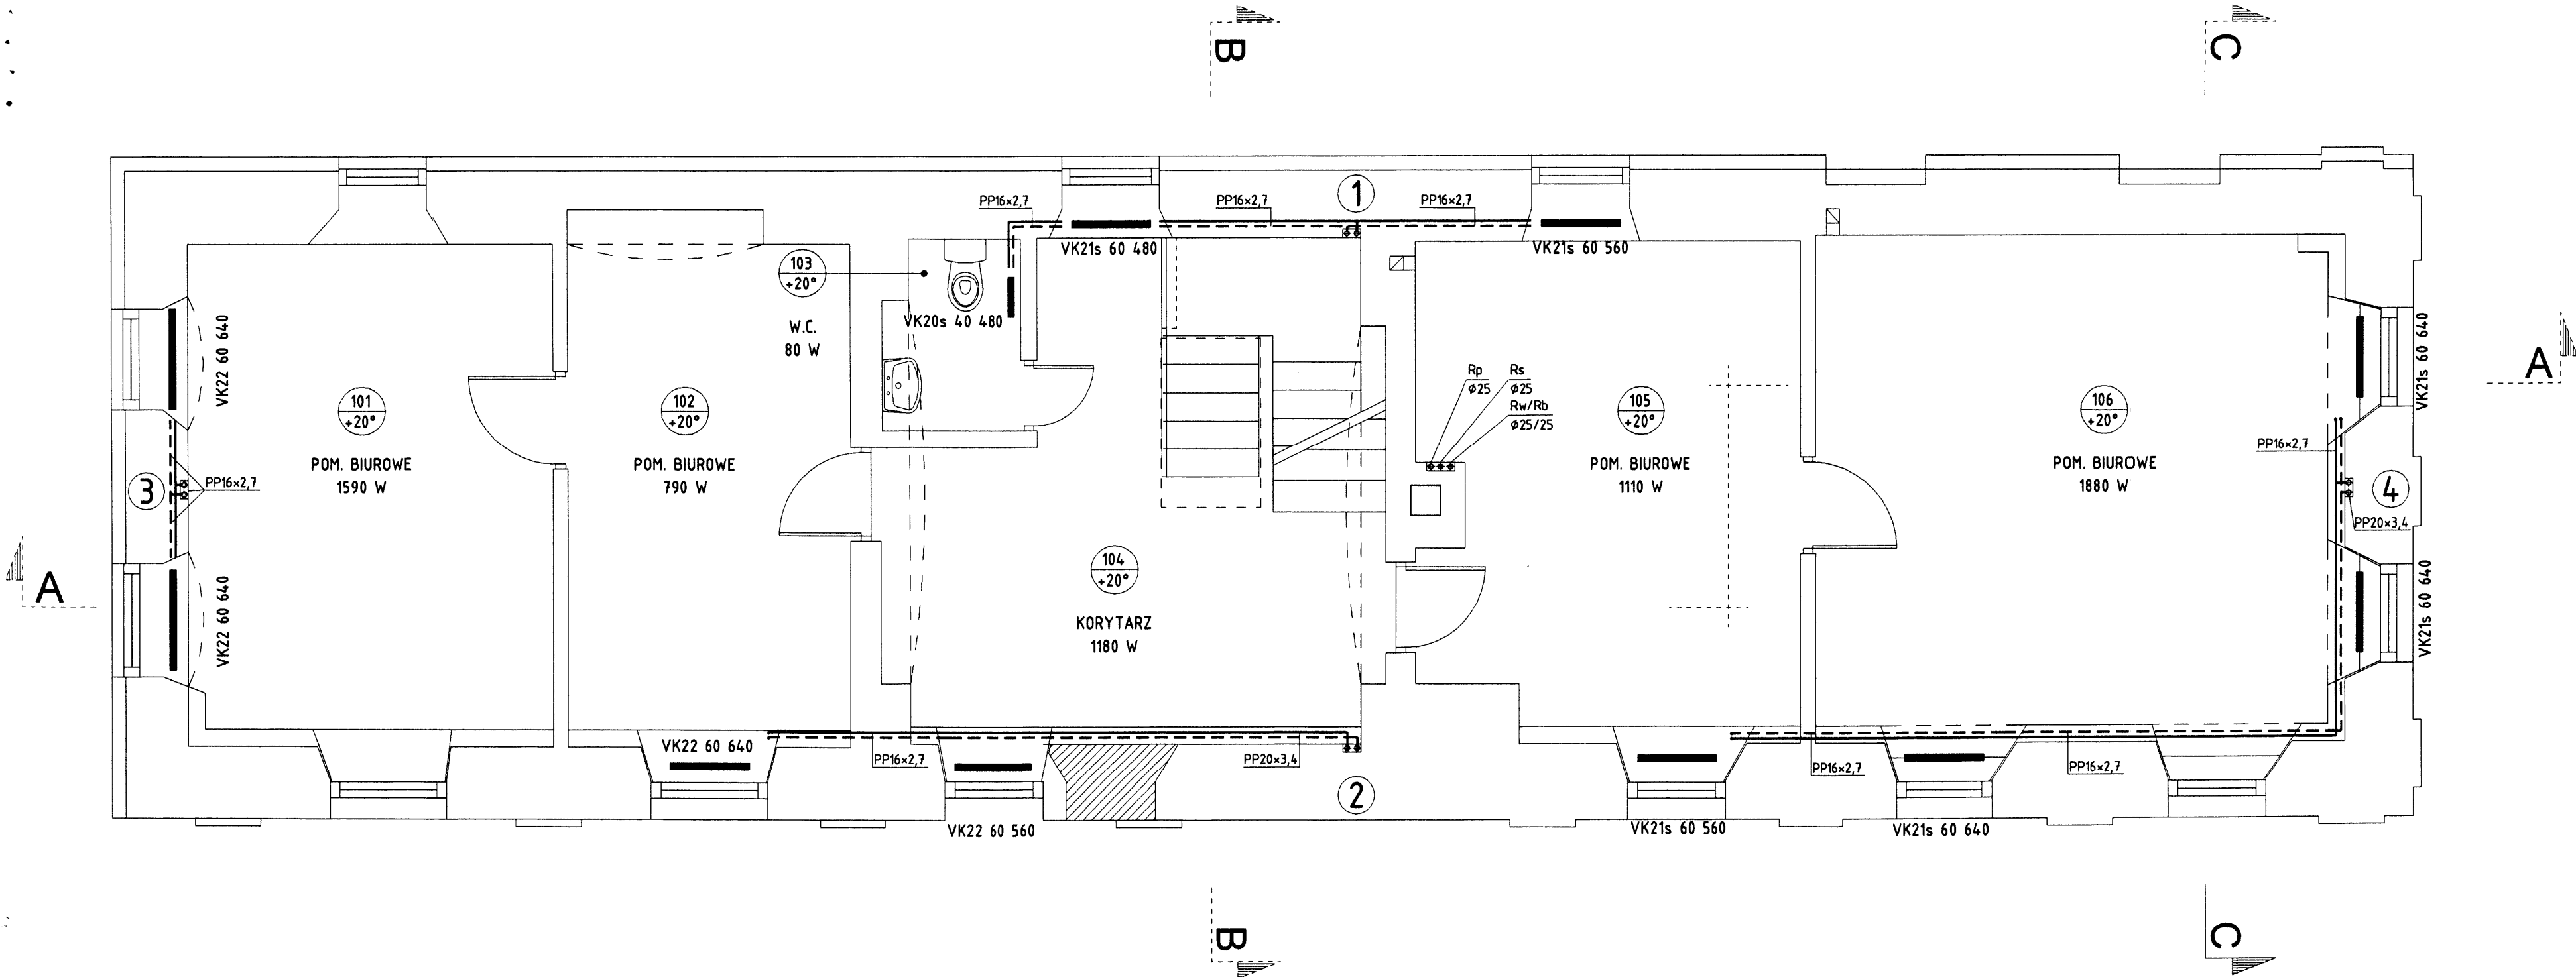 B
C
1
PP16×2,7
PP16×2,7
PP16×2,7
VK21s 60 480
VK21s 60 560
103
+20°
W.C.
80 W
VK20s 40 480
VK22 60 640
VK21s 60 640
A
Rp
ø25
Rs
ø25
Rw/Rb
ø25/25
101
+20°
POM. BIUROWE
1590 W
102
+20°
POM. BIUROWE
790 W
105
+20°
POM. BIUROWE
1110 W
106
+20°
POM. BIUROWE
1880 W
PP16×2,7
3
PP16×2,7
4
PP20×3,4
A
104
+20°
KORYTARZ
1180 W
VK22 60 640
VK21s 60 640
VK22 60 640
PP16×2,7
PP20×3,4
PP16×2,7
PP16×2,7
2
VK22 60 560
VK21s 60 560
VK21s 60 640
B
C